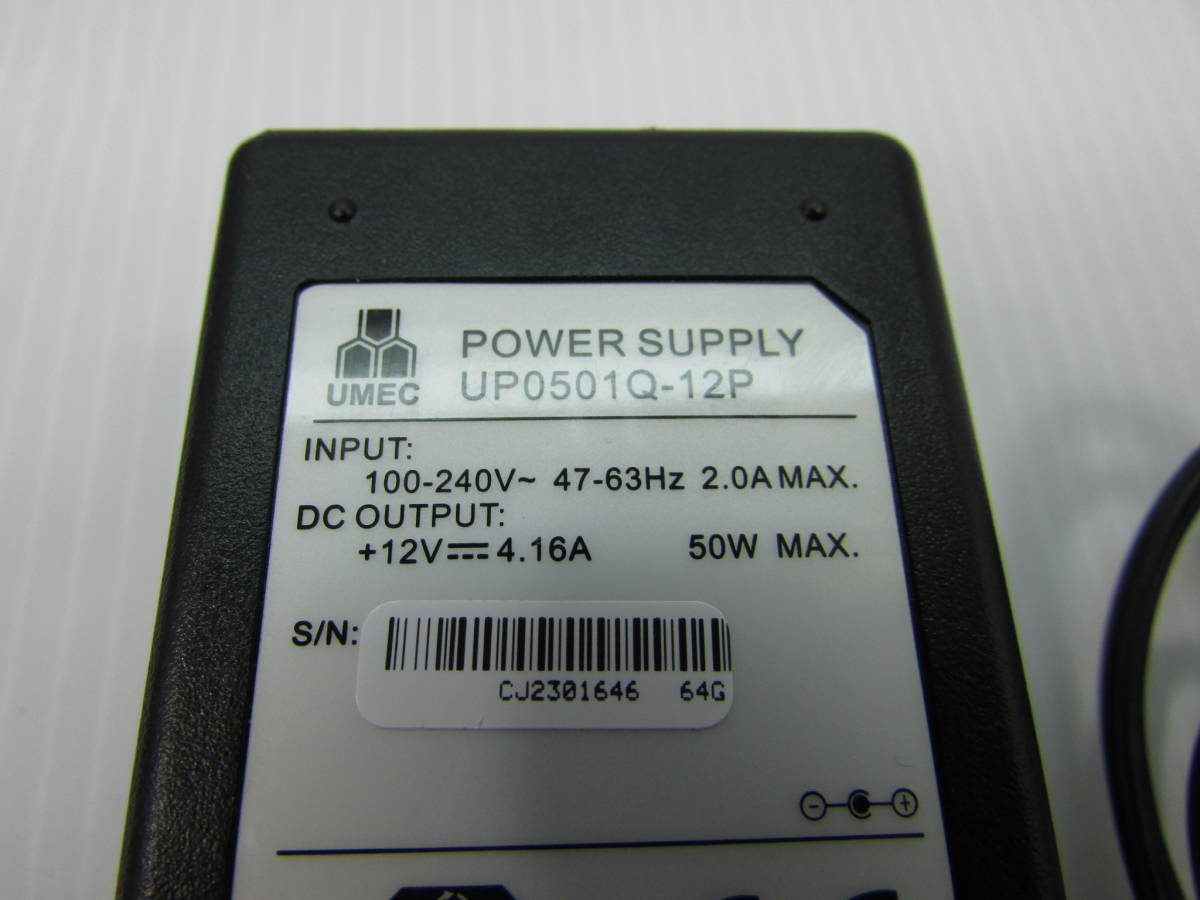 UMEC
POWER SUPPLY
UP0501Q-12P
INPUT:
100-240V~ 47-63Hz 2.0A MAX.
DC OUTPUT:
+12V⎓4.16A 50W MAX.
S/N:
CJ2301646 64G